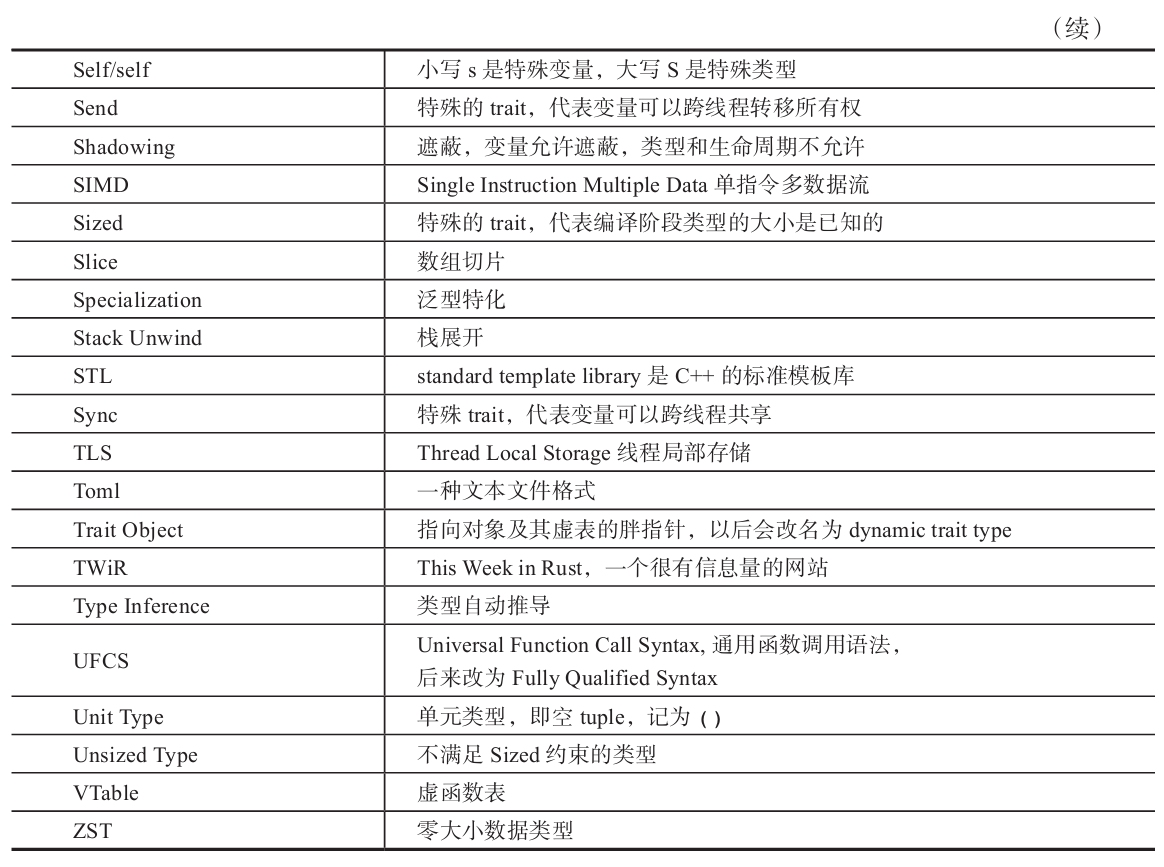 （续）
Self/self 小写 s 是特殊变量，大写 S 是特殊类型
Send 特殊的 trait，代表变量可以跨线程转移所有权
Shadowing 遮蔽，变量允许遮蔽，类型和生命周期不允许
SIMD Single Instruction Multiple Data 单指令多数据流
Sized 特殊的 trait，代表编译阶段类型的大小是已知的
Slice 数组切片
Specialization 泛型特化
Stack Unwind 栈展开
STL standard template library 是 C++ 的标准模板库
Sync 特殊 trait，代表变量可以跨线程共享
TLS Thread Local Storage 线程局部存储
Toml 一种文本文件格式
Trait Object 指向对象及其虚表的胖指针，以后会改名为 dynamic trait type
TWiR This Week in Rust，一个很有信息量的网站
Type Inference 类型自动推导
UFCS Universal Function Call Syntax, 通用函数调用语法，
后来改为 Fully Qualified Syntax
Unit Type 单元类型，即空 tuple，记为 ()
Unsized Type 不满足 Sized 约束的类型
VTable 虚函数表
ZST 零大小数据类型